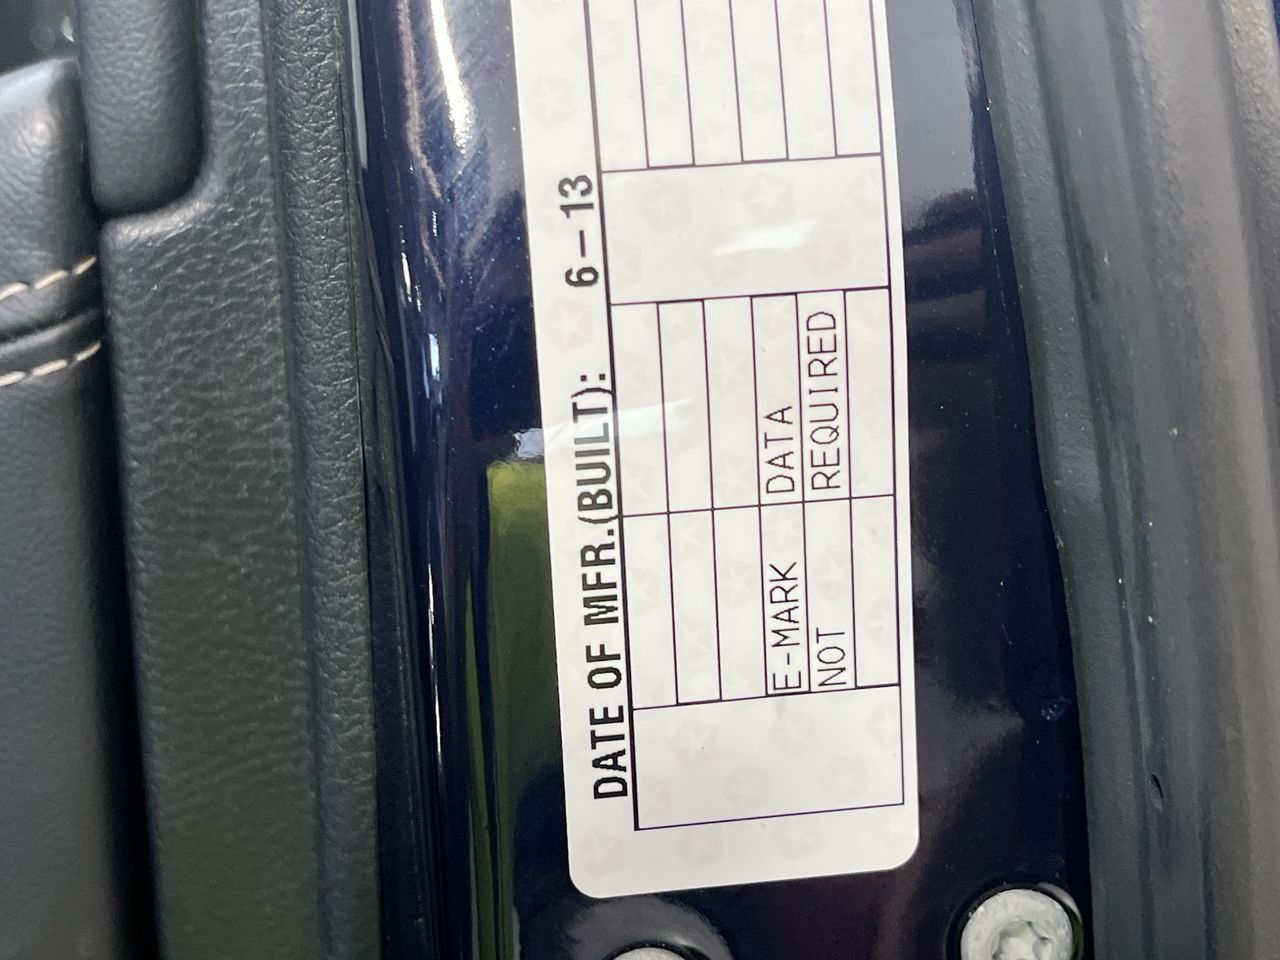 DATE OF MFR.(BUILT): 6-13
E-MARK DATA
NOT REQUIRED